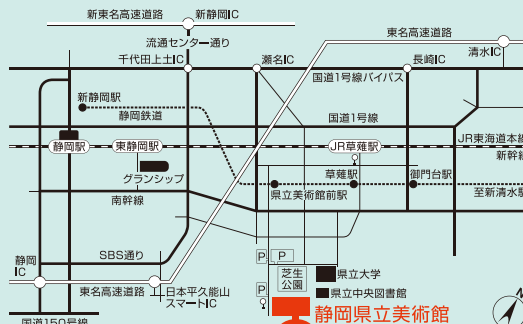 新東名高速道路
新静岡IC
東名高速道路
流通センター通り
清水IC
千代田上土IC
瀬名IC
長崎IC
国道1号線バイパス
新静岡駅
静岡鉄道
国道1号線
静岡駅
東静岡駅
JR草薙駅
JR東海道本線
新幹線
グランシップ
草薙駅
御門台駅
県立美術館前駅
至新清水駅
南幹線
SBS通り
P
P
静岡
IC
芝生
公園
県立大学
P
東名高速道路
日本平久能山
スマートIC
県立中央図書館
静岡県立美術館
国道150号線
N